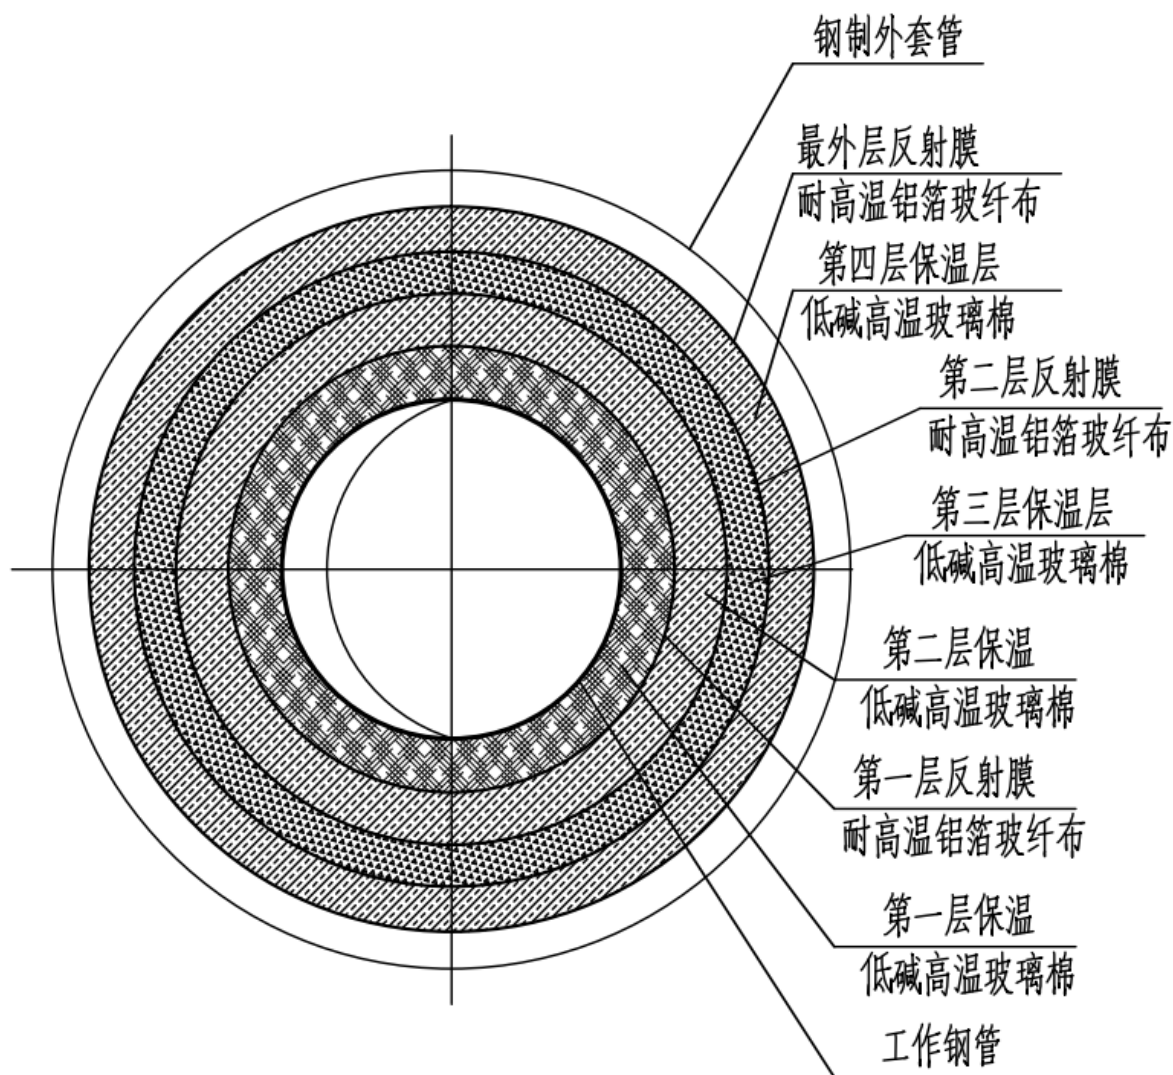 钢制外套管
最外层反射膜
耐高温铝箔玻纤布
第四层保温层
低碱高温玻璃棉
第二层反射膜
耐高温铝箔玻纤布
第三层保温层
低碱高温玻璃棉
第二层保温
低碱高温玻璃棉
第一层反射膜
耐高温铝箔玻纤布
第一层保温
低碱高温玻璃棉
工作钢管